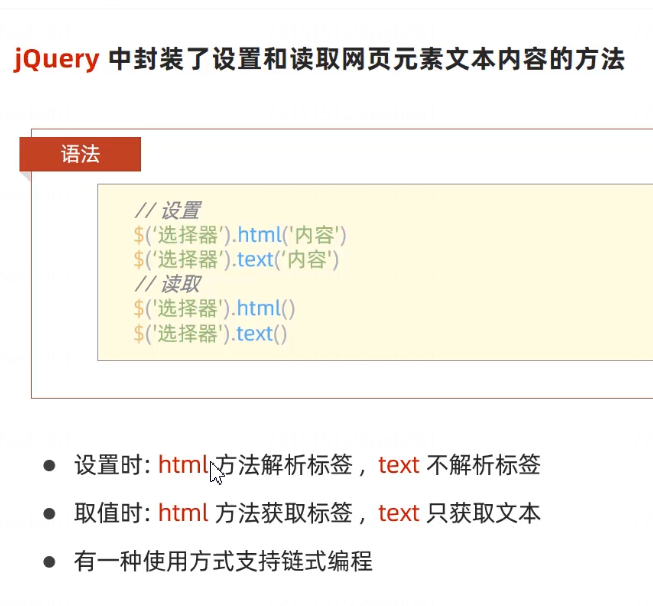 jQuery 中封装了设置和读取网页元素文本内容的方法
语法
// 设置
$('选择器').html('内容')
$('选择器').text('内容')
// 读取
$('选择器').html()
$('选择器').text()
设置时: html 方法解析标签 ，text 不解析标签
取值时: html 方法获取标签 ，text 只获取文本
有一种使用方式支持链式编程